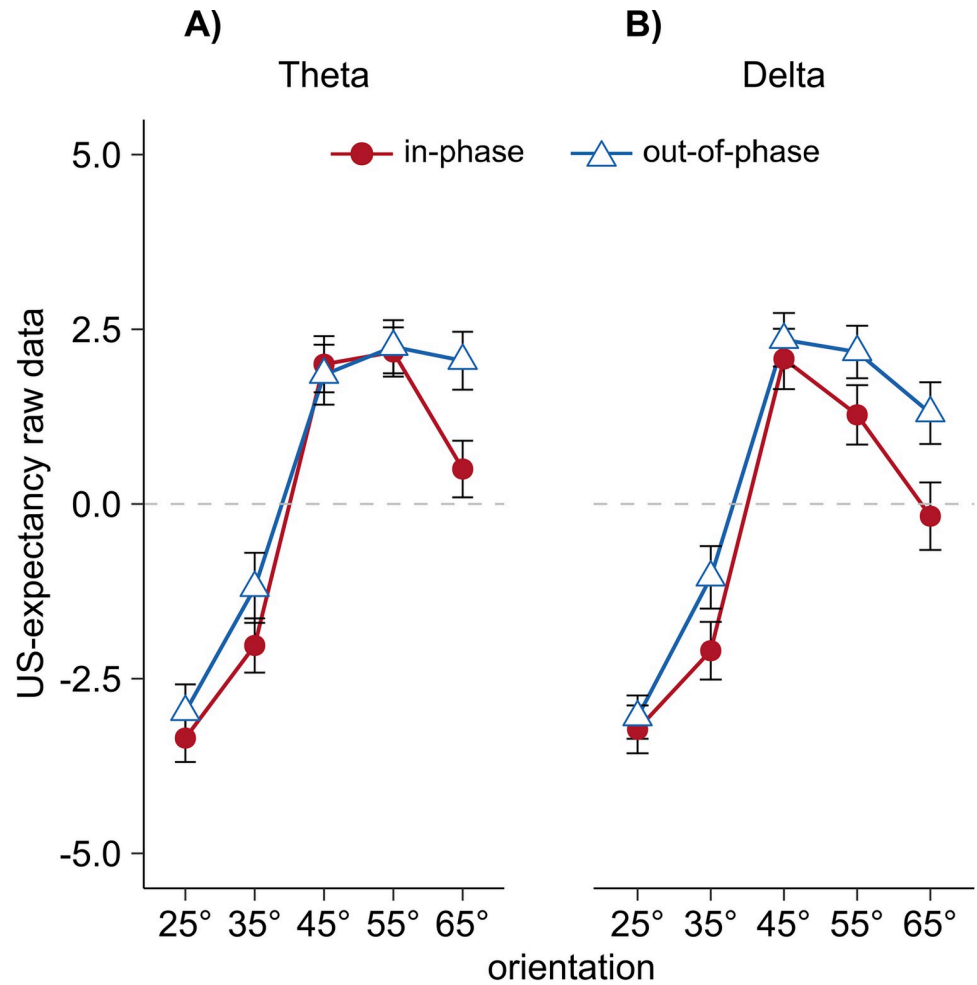 A)
B)
Theta
Delta
in-phase
out-of-phase
US-expectancy raw data
5.0
2.5
0.0
-2.5
-5.0
25° 35° 45° 55° 65°
25° 35° 45° 55° 65°
orientation